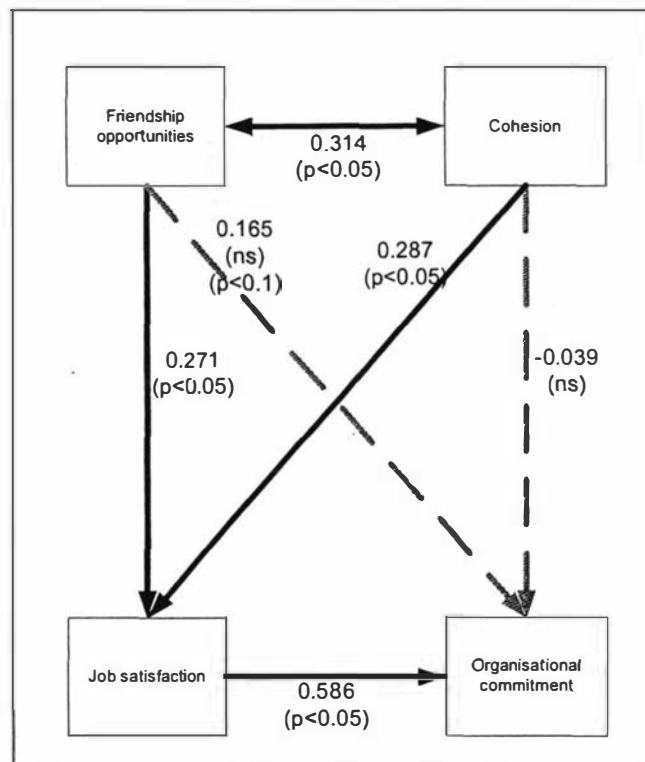 Friendship
opportunities
Cohesion
0.314
(p<0.05)
0.165
(ns)
(p<0.1)
0.287
(p<0.05)
0.271
(p<0.05)
-0.039
(ns)
Job satisfaction
Organisational
commitment
0.586
(p<0.05)